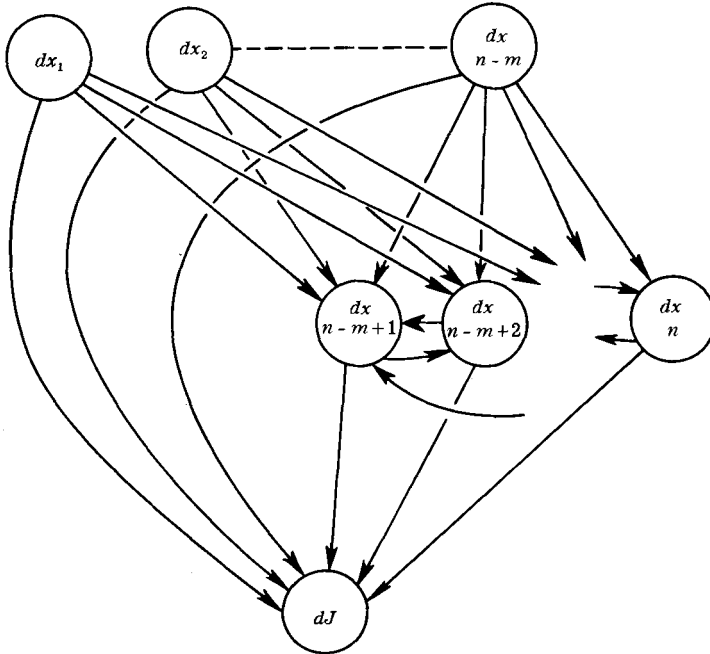 dx₁
dx₂
dx
n - m
dx
n - m + 1
dx
n - m + 2
dx
n
dJ